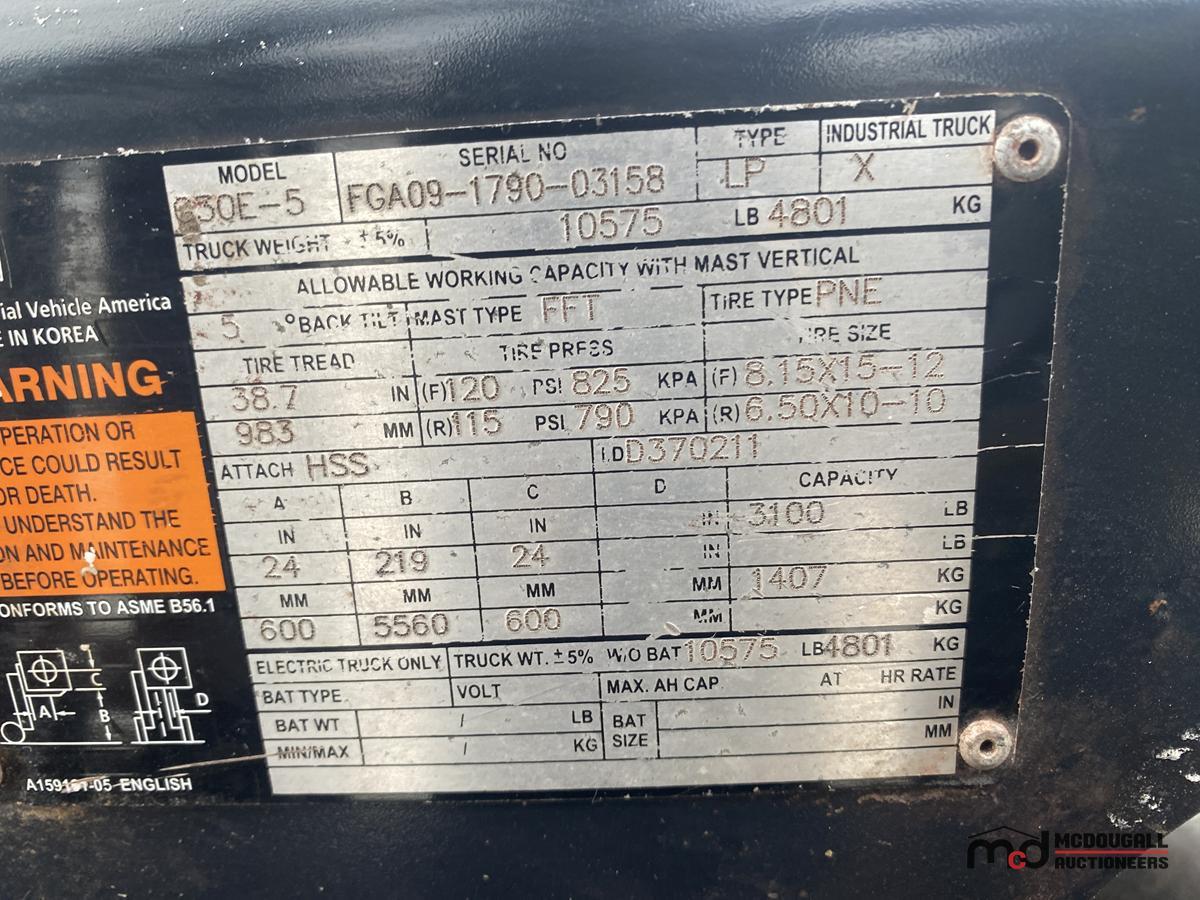 MODEL SERIAL NO TYPE INDUSTRIAL TRUCK
G30E-5 FGA09-1790-03158 LP X
TRUCK WEIGHT ±5% 10575 LB 4801 KG
ALLOWABLE WORKING CAPACITY WITH MAST VERTICAL
5 °BACK TILT MAST TYPE FFT TIRE TYPE PNE
TIRE TREAD TIRE PRESS TIRE SIZE
38.7 IN (F) 120 PSI 825 KPA (F) 8.15X15-12
983 MM (R) 115 PSI 790 KPA (R) 6.50X10-10
ATTACH HSS I.D D370211
A B C D CAPACITY
IN IN IN IN 3100 LB
24 219 24 IN LB
MM MM MM MM 1407 KG
600 5560 600 MM KG
ELECTRIC TRUCK ONLY TRUCK WT. ±5% W/O BAT 10575 LB 4801 KG
BAT TYPE VOLT MAX. AH CAP. AT HR RATE
BAT WT / LB BAT SIZE IN
MIN/MAX / KG MM
ial Vehicle America
E IN KOREA
ARNING
PERATION OR
CE COULD RESULT
OR DEATH.
UNDERSTAND THE
ON AND MAINTENANCE
BEFORE OPERATING.
ONFORMS TO ASME B56.1
A C B D
ENGLISH
mcd MCDOUGALL
AUCTIONEERS